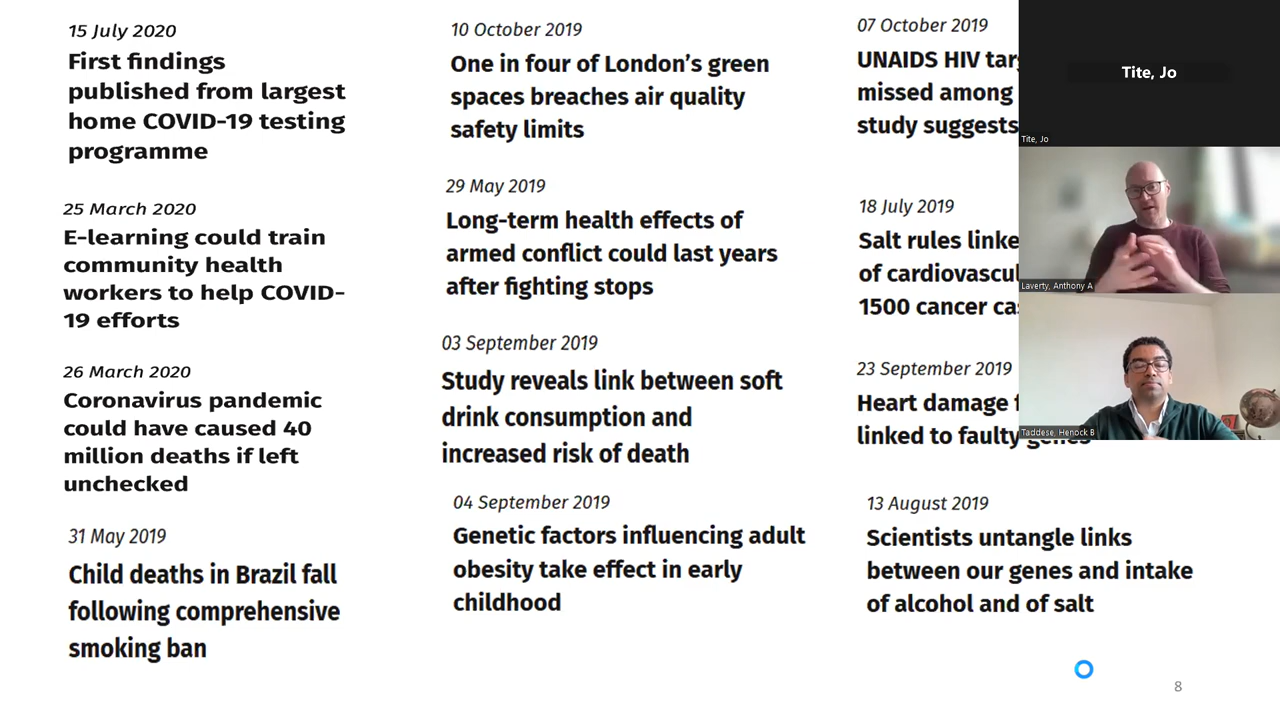 15 July 2020
First findings
published from largest
home COVID-19 testing
programme
25 March 2020
E-learning could train
community health
workers to help COVID-
19 efforts
26 March 2020
Coronavirus pandemic
could have caused 40
million deaths if left
unchecked
31 May 2019
Child deaths in Brazil fall
following comprehensive
smoking ban
10 October 2019
One in four of London's green
spaces breaches air quality
safety limits
29 May 2019
Long-term health effects of
armed conflict could last years
after fighting stops
03 September 2019
Study reveals link between soft
drink consumption and
increased risk of death
04 September 2019
Genetic factors influencing adult
obesity take effect in early
childhood
07 October 2019
UNAIDS HIV
missed among
study suggests
18 July 2019
Salt rules
of
1500 cancer
23 September 2019
Heart damage
linked to faulty genes
13 August 2019
Scientists untangle links
between our genes and intake
of alcohol and of salt
8
Tite, Jo
Tite, Jo
Laverty, Anthony A
Taddese, Henock B